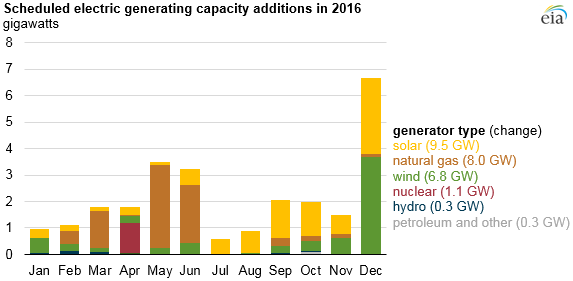 Scheduled electric generating capacity additions in 2016
gigawatts
eia
8
7
6
5
4
3
2
1
0
Jan Feb Mar Apr May Jun Jul Aug Sep Oct Nov Dec
generator type (change)
solar (9.5 GW)
natural gas (8.0 GW)
wind (6.8 GW)
nuclear (1.1 GW)
hydro (0.3 GW)
petroleum and other (0.3 GW)